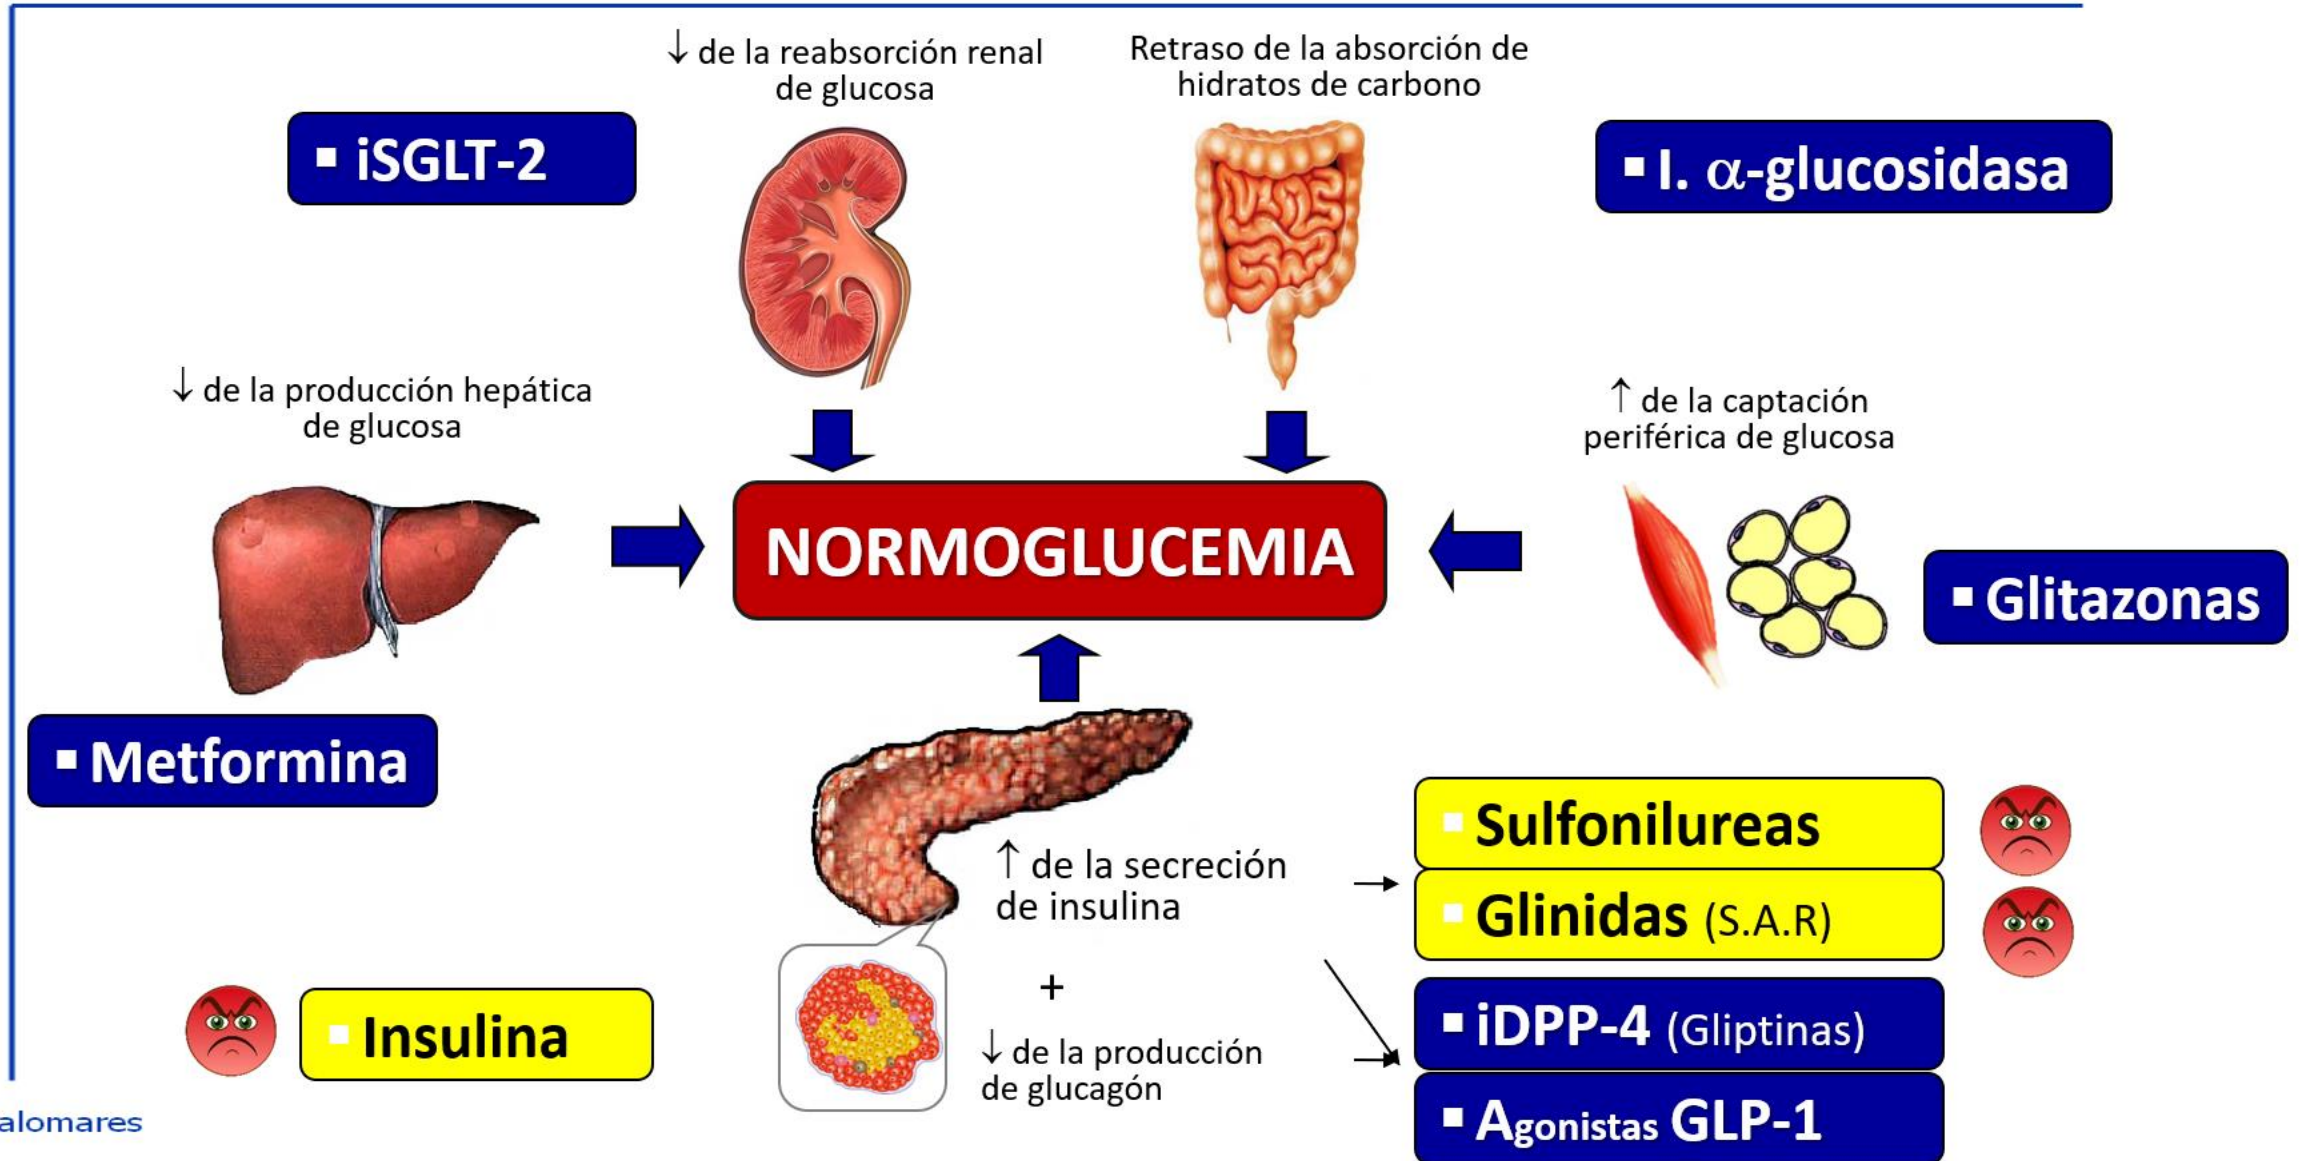 ↓ de la reabsorción renal
de glucosa
Retraso de la absorción de
hidratos de carbono
▪ iSGLT-2
▪ I. α-glucosidasa
↓ de la producción hepática
de glucosa
↑ de la captación
periférica de glucosa
NORMOGLUCEMIA
▪ Glitazonas
▪ Metformina
↑ de la secreción
de insulina
+
↓ de la producción
de glucagón
▪ Sulfonilureas
▪ Glinidas (S.A.R)
▪ iDPP-4 (Gliptinas)
▪ Agonistas GLP-1
▪ Insulina
alomares